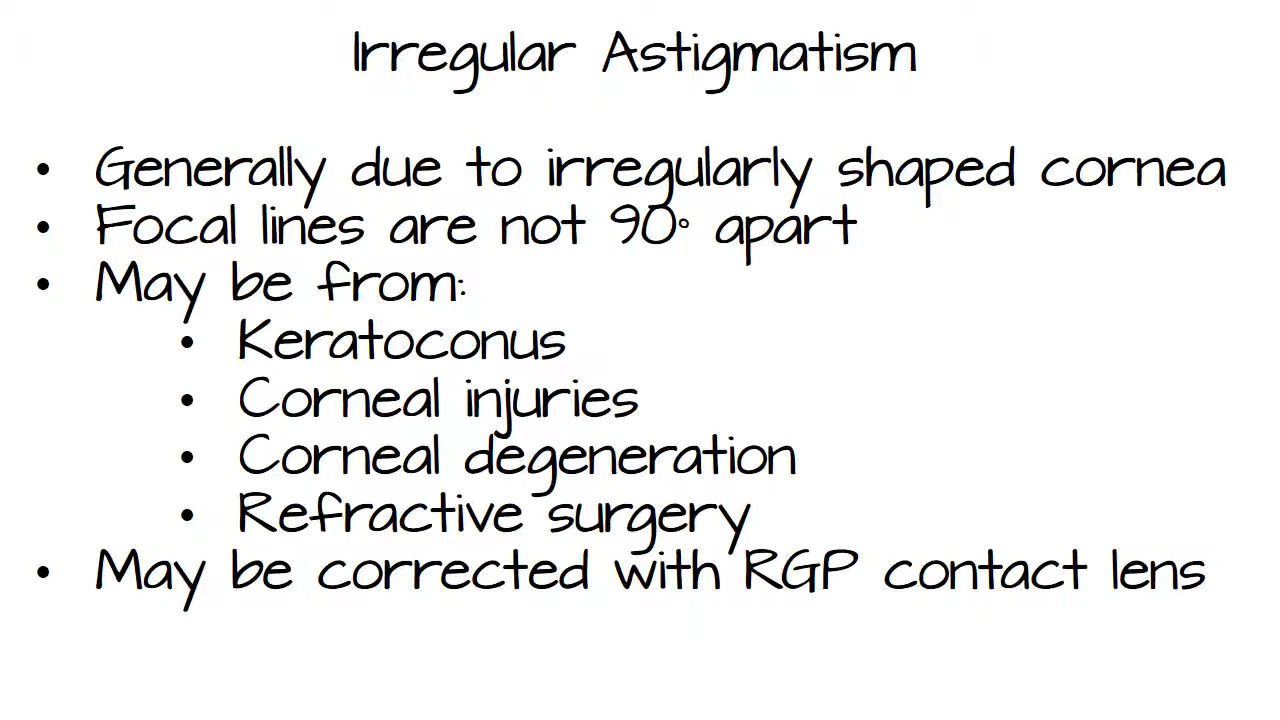 Irregular Astigmatism
• Generally due to irregularly shaped cornea
• Focal lines are not 90° apart
• May be from:
• Keratoconus
• Corneal injuries
• Corneal degeneration
• Refractive surgery
• May be corrected with RGP contact lens